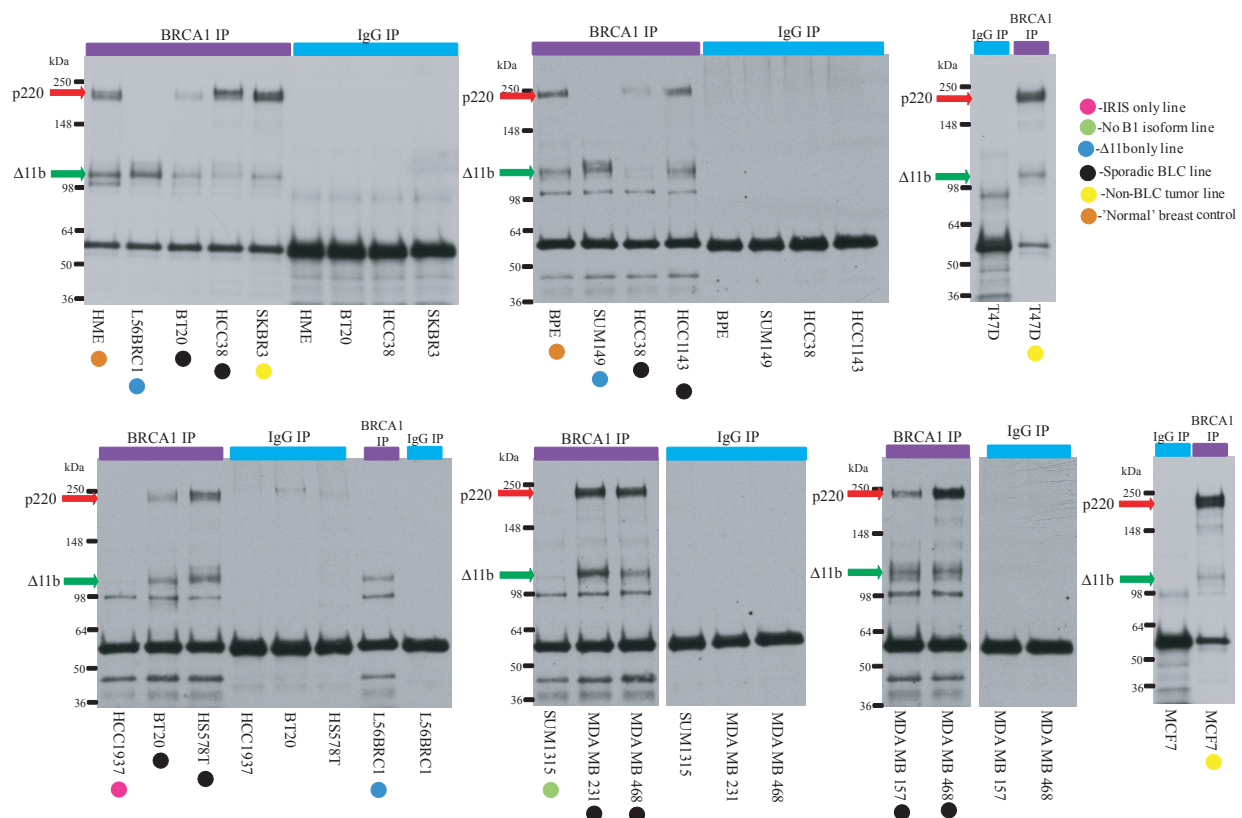 BRCA1 IP
IgG IP
kDa
250
p220
148
Δ11b
98
64
50
36
HME
L56BRC1
BT20
HCC38
SKBR3
HME
BT20
HCC38
SKBR3
BRCA1 IP
IgG IP
kDa
250
p220
148
Δ11b
98
64
50
36
BPE
SUM149
HCC38
HCC1143
BPE
SUM149
HCC38
HCC1143
IgG IP
BRCA1
IP
kDa
250
p220
148
Δ11b
98
64
50
36
T47D
T47D
-IRIS only line
-No B1 isoform line
-Δ11bonly line
-Sporadic BLC line
-Non-BLC tumor line
-'Normal' breast control
BRCA1 IP
IgG IP
BRCA1
IP
IgG IP
kDa
250
p220
148
Δ11b
98
64
50
36
HCC1937
BT20
HS578T
HCC1937
BT20
HS578T
L56BRC1
L56BRC1
BRCA1 IP
IgG IP
kDa
250
p220
148
Δ11b
98
64
50
36
SUM1315
MDA MB 231
MDA MB 468
SUM1315
MDA MB 231
MDA MB 468
BRCA1 IP
IgG IP
kDa
250
p220
148
Δ11b
98
64
50
36
MDA MB 157
MDA MB 468
MDA MB 157
MDA MB 468
IgG IP
BRCA1
IP
kDa
250
p220
148
Δ11b
98
64
50
36
MCF7
MCF7